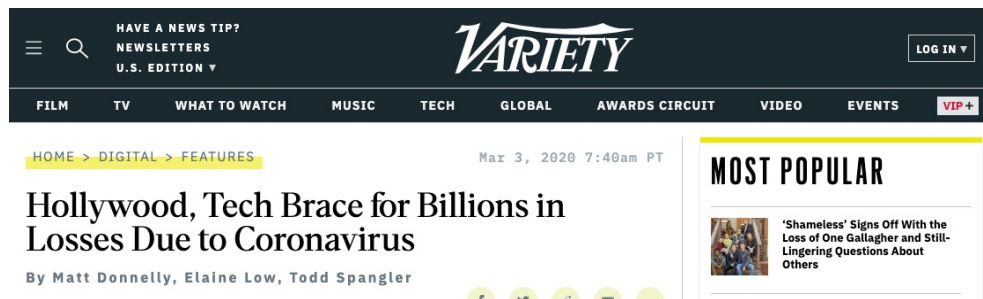 HAVE A NEWS TIP?
NEWSLETTERS
U.S. EDITION ▼
VARIETY
LOG IN ▼
FILM TV WHAT TO WATCH MUSIC TECH GLOBAL AWARDS CIRCUIT VIDEO EVENTS VIP+
HOME > DIGITAL > FEATURES
Mar 3, 2020 7:40am PT
Hollywood, Tech Brace for Billions in
Losses Due to Coronavirus
By Matt Donnelly, Elaine Low, Todd Spangler
MOST POPULAR
‘Shameless’ Signs Off With the
Loss of One Gallagher and Still-
Lingering Questions About
Others